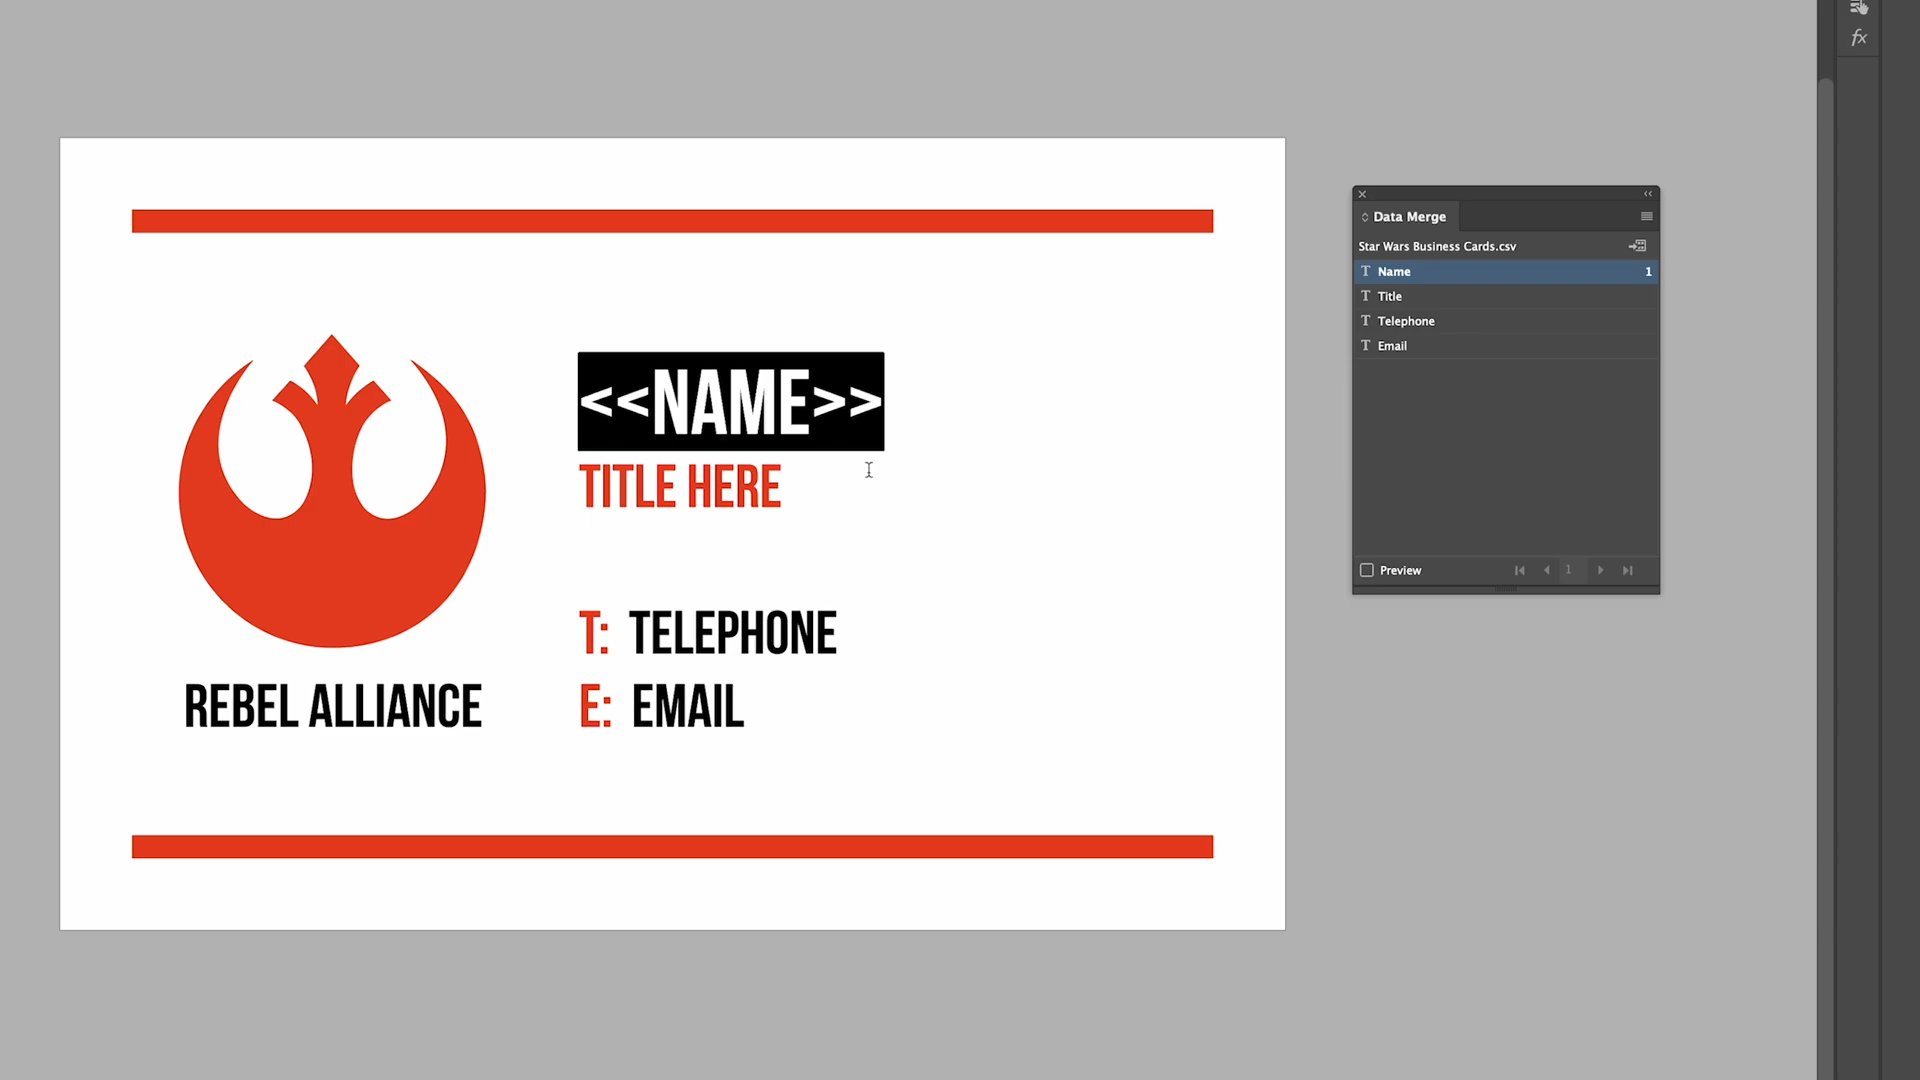 fx
<<NAME>>
TITLE HERE
T: TELEPHONE
E: EMAIL
REBEL ALLIANCE
Data Merge
Star Wars Business Cards.csv
T Name 1
T Title
T Telephone
T Email
Preview 1